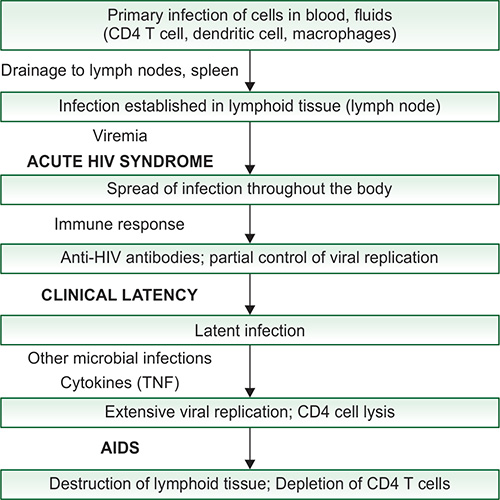 Primary infection of cells in blood, fluids
(CD4 T cell, dendritic cell, macrophages)
Drainage to lymph nodes, spleen
Infection established in lymphoid tissue (lymph node)
Viremia
ACUTE HIV SYNDROME
Spread of infection throughout the body
Immune response
Anti-HIV antibodies; partial control of viral replication
CLINICAL LATENCY
Latent infection
Other microbial infections
Cytokines (TNF)
Extensive viral replication; CD4 cell lysis
AIDS
Destruction of lymphoid tissue; Depletion of CD4 T cells